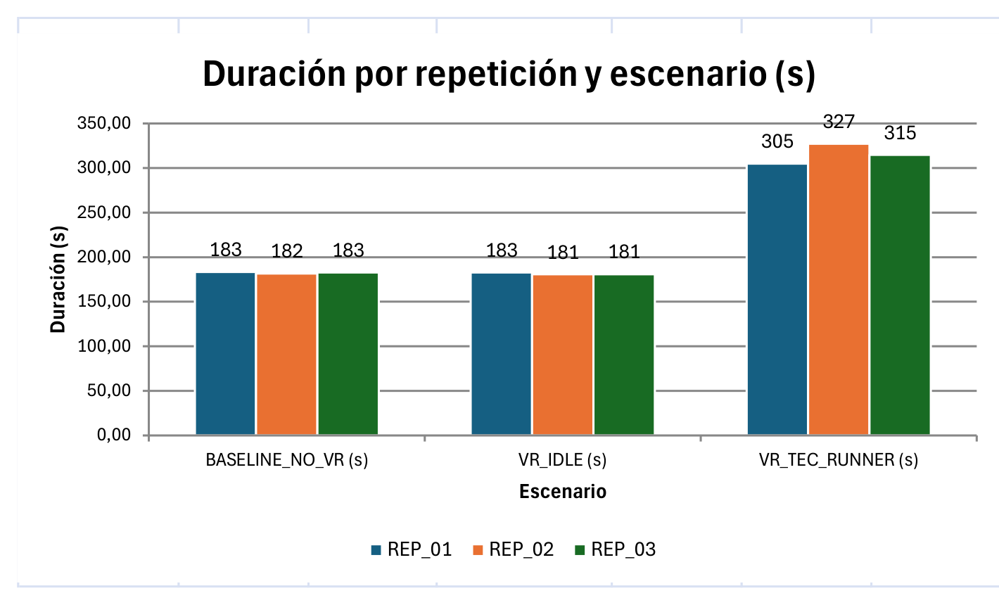 Duración por repetición y escenario (s)
Duración (s)
350,00
300,00
250,00
200,00
150,00
100,00
50,00
0,00
183 182 183
183 181 181
305 327 315
BASELINE_NO_VR (s)
VR_IDLE (s)
VR_TEC_RUNNER (s)
Escenario
REP_01 REP_02 REP_03